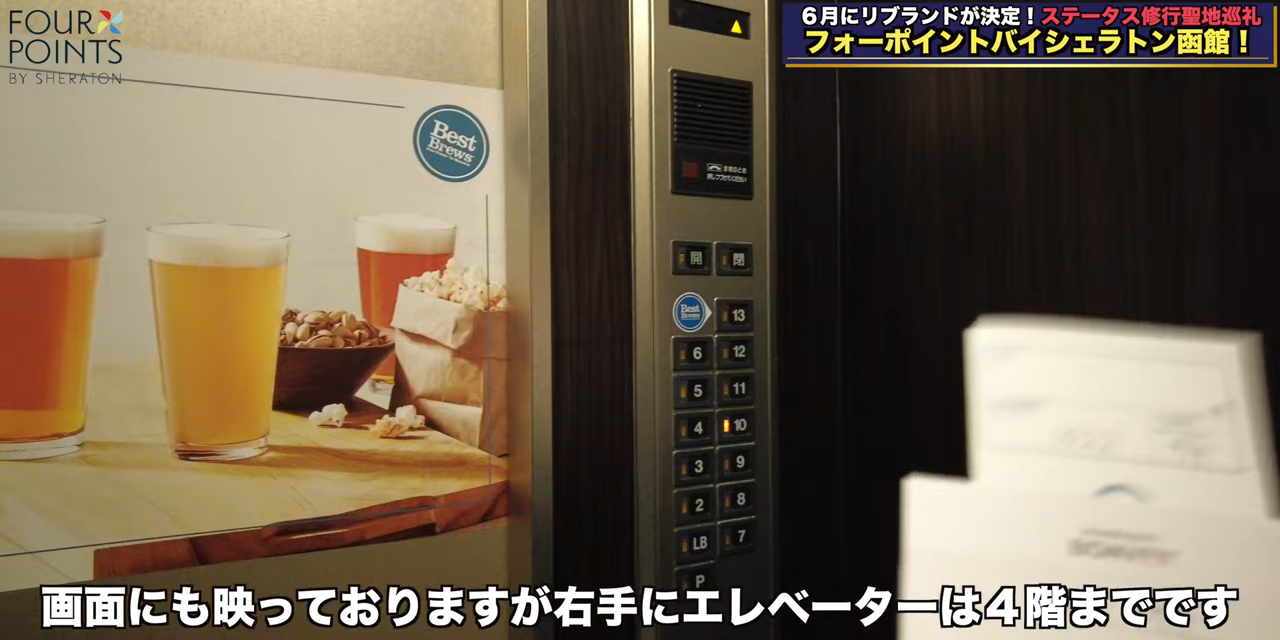 FOUR
POINTS
BY SHERATON
6月にリブランドが決定!ステータス修行聖地巡礼
フォーポイントバイシェラトン函館!
Best
Brews
開
閉
Best
Brews
13
6
12
5
11
4
10
3
9
2
8
LB
7
P
画面にも映っておりますが右手にエレベーターは4階までです